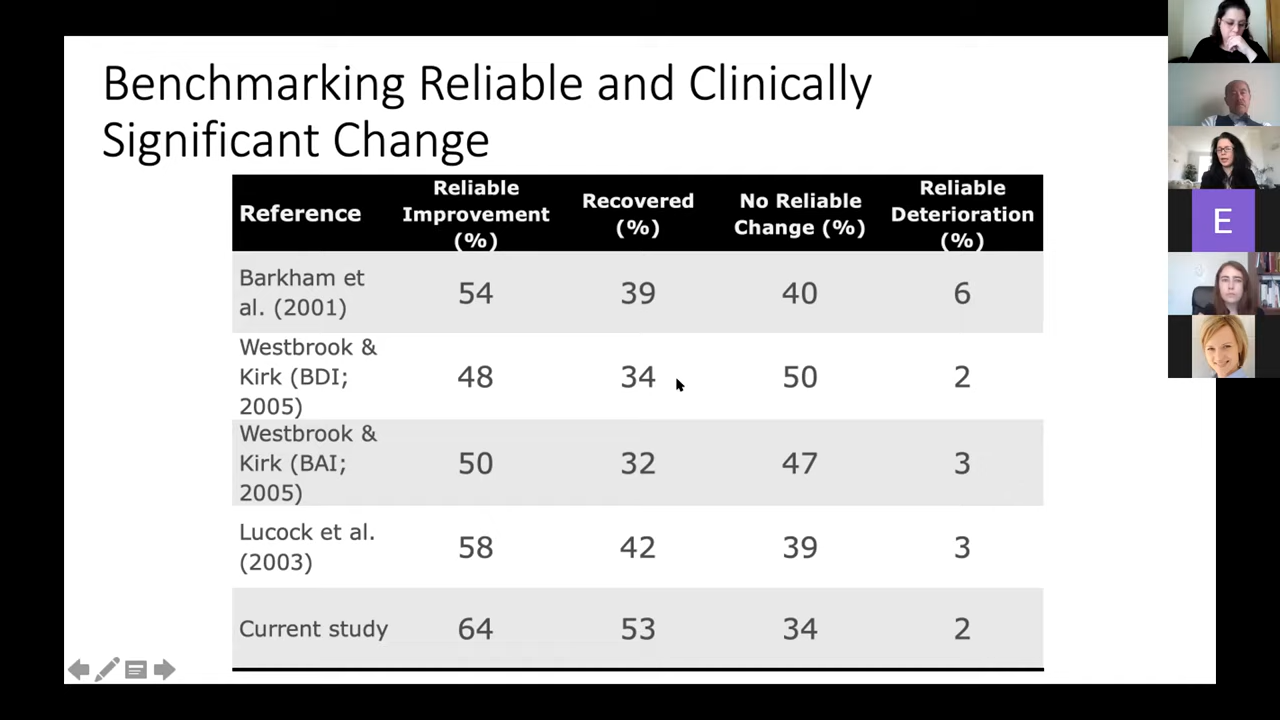 Benchmarking Reliable and Clinically
Significant Change
Reference
Reliable
Improvement
(%)
Recovered
(%)
No Reliable
Change (%)
Reliable
Deterioration
(%)
Barkham et
al. (2001)
54
39
40
6
Westbrook &
Kirk (BDI;
2005)
48
34
50
2
Westbrook &
Kirk (BAI;
2005)
50
32
47
3
Lucock et al.
(2003)
58
42
39
3
Current study
64
53
34
2
E